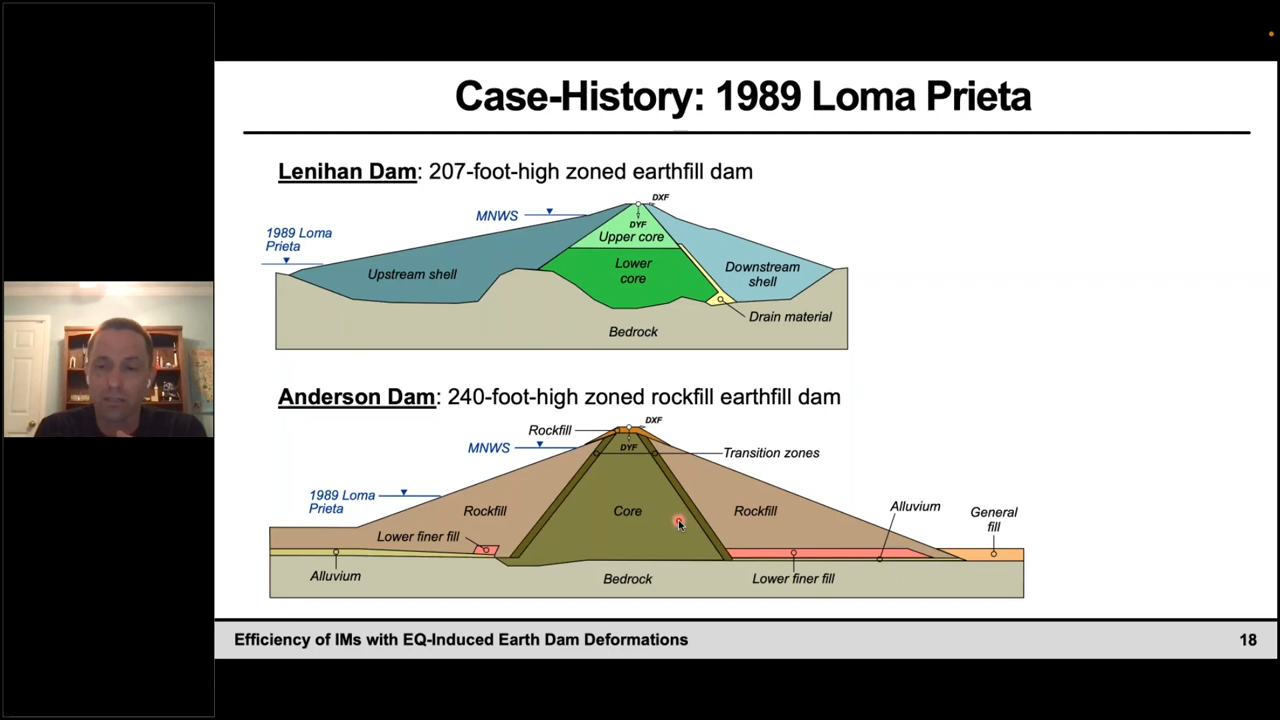 Case-History: 1989 Loma Prieta
Lenihan Dam: 207-foot-high zoned earthfill dam
DXF
MNWS
DYF
1989 Loma
Prieta
Upper core
Upstream shell
Lower
core
Downstream
shell
Drain material
Bedrock
Anderson Dam: 240-foot-high zoned rockfill earthfill dam
DXF
Rockfill
MNWS
DYF
Transition zones
1989 Loma
Prieta
Rockfill
Core
Rockfill
Alluvium
General
fill
Lower finer fill
Alluvium
Bedrock
Lower finer fill
Efficiency of IMs with EQ-Induced Earth Dam Deformations
18